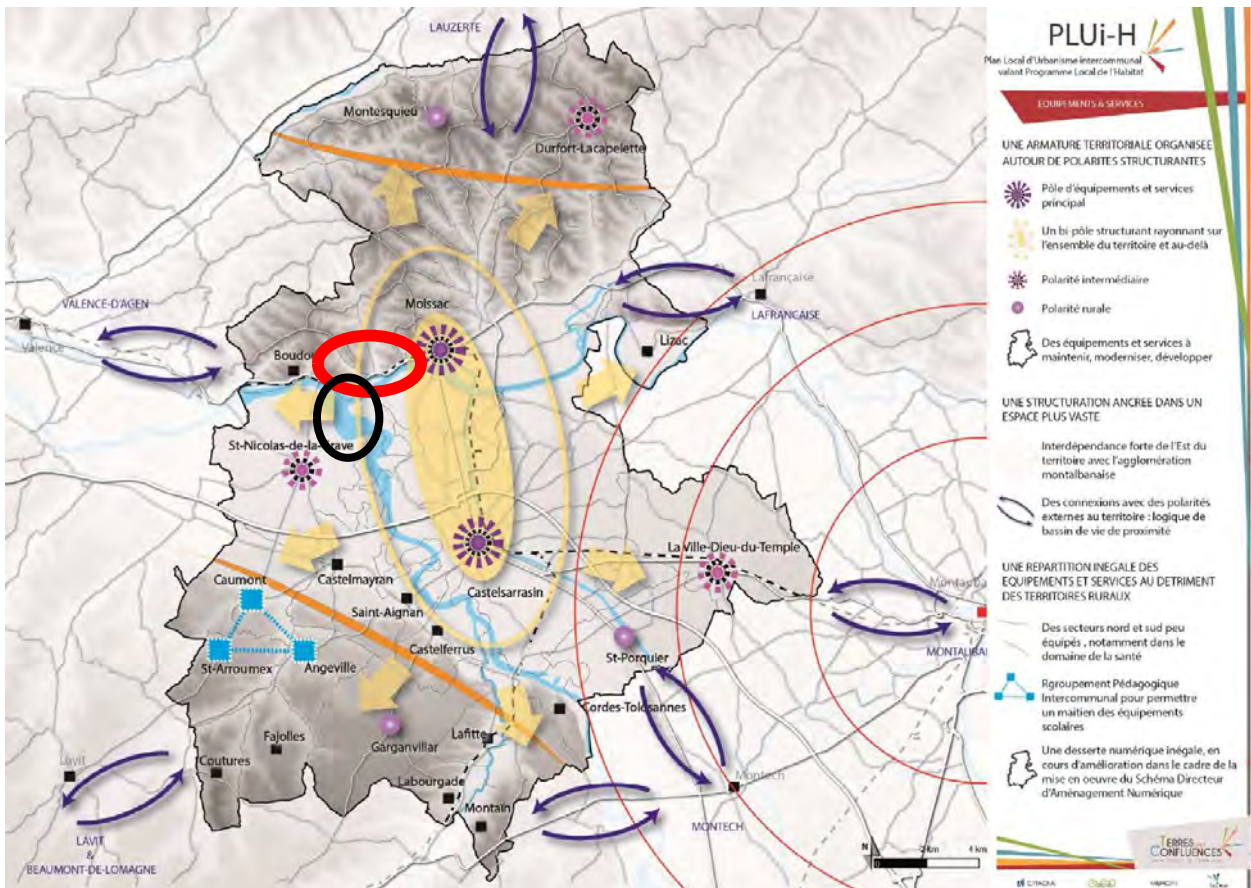 LAUZERTE
Montesquieu
Durfort-Lacapelette
Lafrançaise
LAFRANCAISE
VALENCE-D'AGEN
Valence
Moissac
Boudou
Lizac
St-Nicolas-de-la-Grave
La Ville-Dieu-du-Temple
Castelmayran
Caumont
Castelsarrasin
Saint-Aignan
MONTAUBAN
St-Arroumex
Angeville
Castelferrus
St-Porquier
Cordes-Tolosannes
Garganvillar
Lafitte
Fajolles
Coutures
Lavit
Labourgade
Montech
Montaïn
MONTECH
LAVIT
&
BEAUMONT-DE-LOMAGNE
N
4 km
PLUi-H
Plan Local d'Urbanisme intercommunal
valant Programme Local de l'Habitat
EQUIPEMENTS & SERVICES
UNE ARMATURE TERRITORIALE ORGANISEE
AUTOUR DE POLARITES STRUCTURANTES
Pôle d'équipements et services
principal
Un bi-pôle structurant rayonnant sur
l'ensemble du territoire et au-delà
Polarité intermédiaire
Polarité rurale
Des équipements et services à
maintenir, moderniser, développer
UNE STRUCTURATION ANCREE DANS UN
ESPACE PLUS VASTE
Interdépendance forte de l'Est du
territoire avec l'agglomération
montalbanaise
Des connexions avec des polarités
externes au territoire : logique de
bassin de vie de proximité
UNE REPARTITION INEGALE DES
EQUIPEMENTS ET SERVICES AU DETRIMENT
DES TERRITOIRES RURAUX
Des secteurs nord et sud peu
équipés , notamment dans le
domaine de la santé
Rgroupement Pédagogique
Intercommunal pour permettre
un maitien des équipements
scolaires
Une desserte numérique inégale, en
cours d'amélioration dans le cadre de la
mise en oeuvre du Schéma Directeur
d'Aménagement Numérique
TERRES
CONFLUENCES
CITADIA